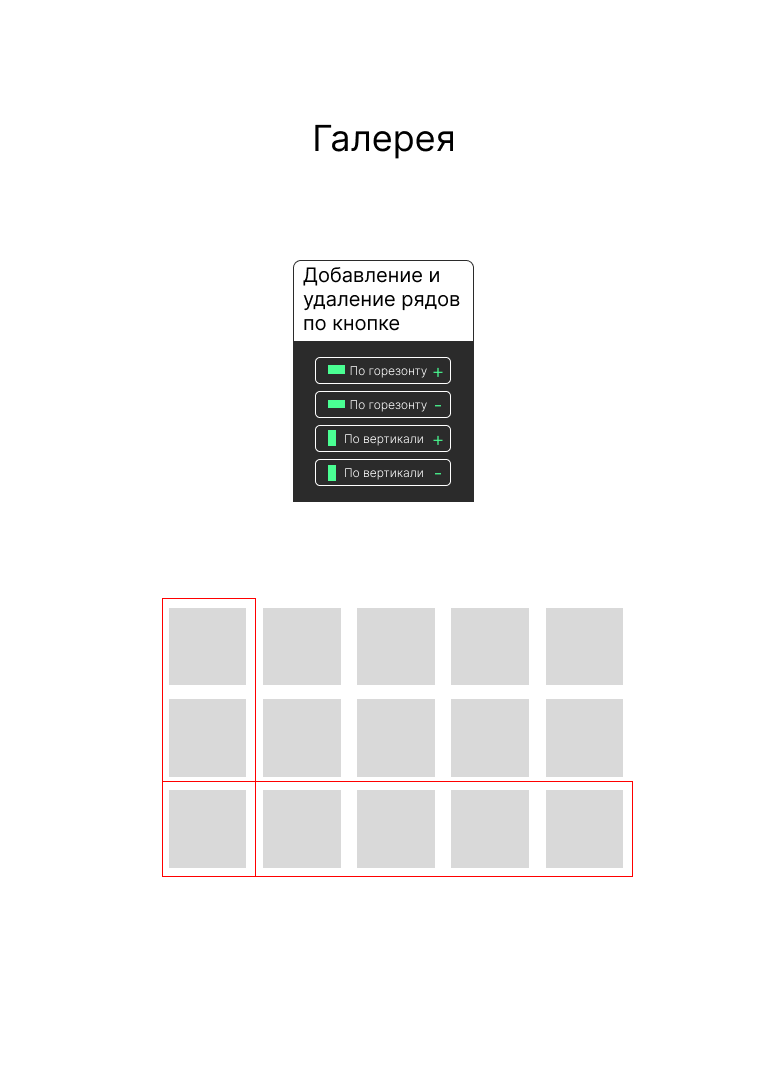 Галерея
Добавление и
удаление рядов
по кнопке
По горезонту +
По горезонту -
По вертикали +
По вертикали -